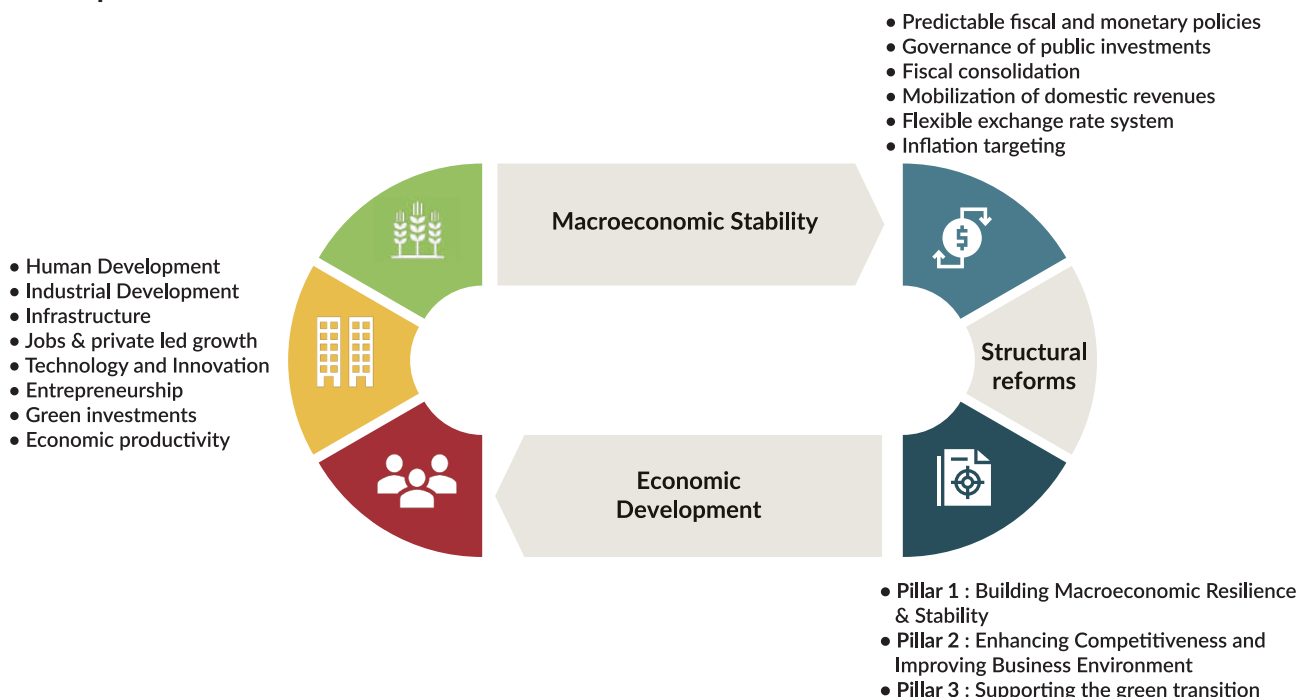 • Predictable fiscal and monetary policies
• Governance of public investments
• Fiscal consolidation
• Mobilization of domestic revenues
• Flexible exchange rate system
• Inflation targeting
Macroeconomic Stability
$
• Human Development
• Industrial Development
• Infrastructure
• Jobs & private led growth
• Technology and Innovation
• Entrepreneurship
• Green investments
• Economic productivity
Structural
reforms
Economic
Development
• Pillar 1 : Building Macroeconomic Resilience
& Stability
• Pillar 2 : Enhancing Competitiveness and
Improving Business Environment
• Pillar 3 : Supporting the green transition